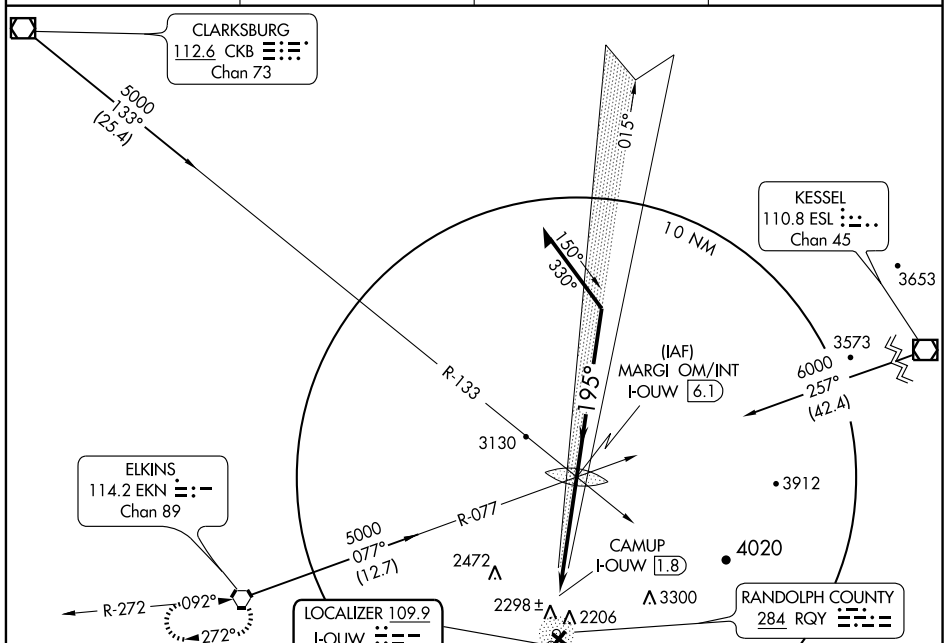 CLARKSBURG
112.6 CKB
Chan 73
5000
133°
(25.4)
015°
KESSEL
110.8 ESL
Chan 45
10 NM
150°
330°
3653
3573
6000
257°
(42.4)
(IAF)
MARGI OM/INT
I-OUW 6.1
195°
R-133
3130
ELKINS
114.2 EKN
Chan 89
3912
R-077
5000
077°
(12.7)
CAMUP
I-OUW 1.8
2472
4020
R-272
092°
272°
LOCALIZER 109.9
I-OUW
2298±
2206
3300
RANDOLPH COUNTY
284 RQY